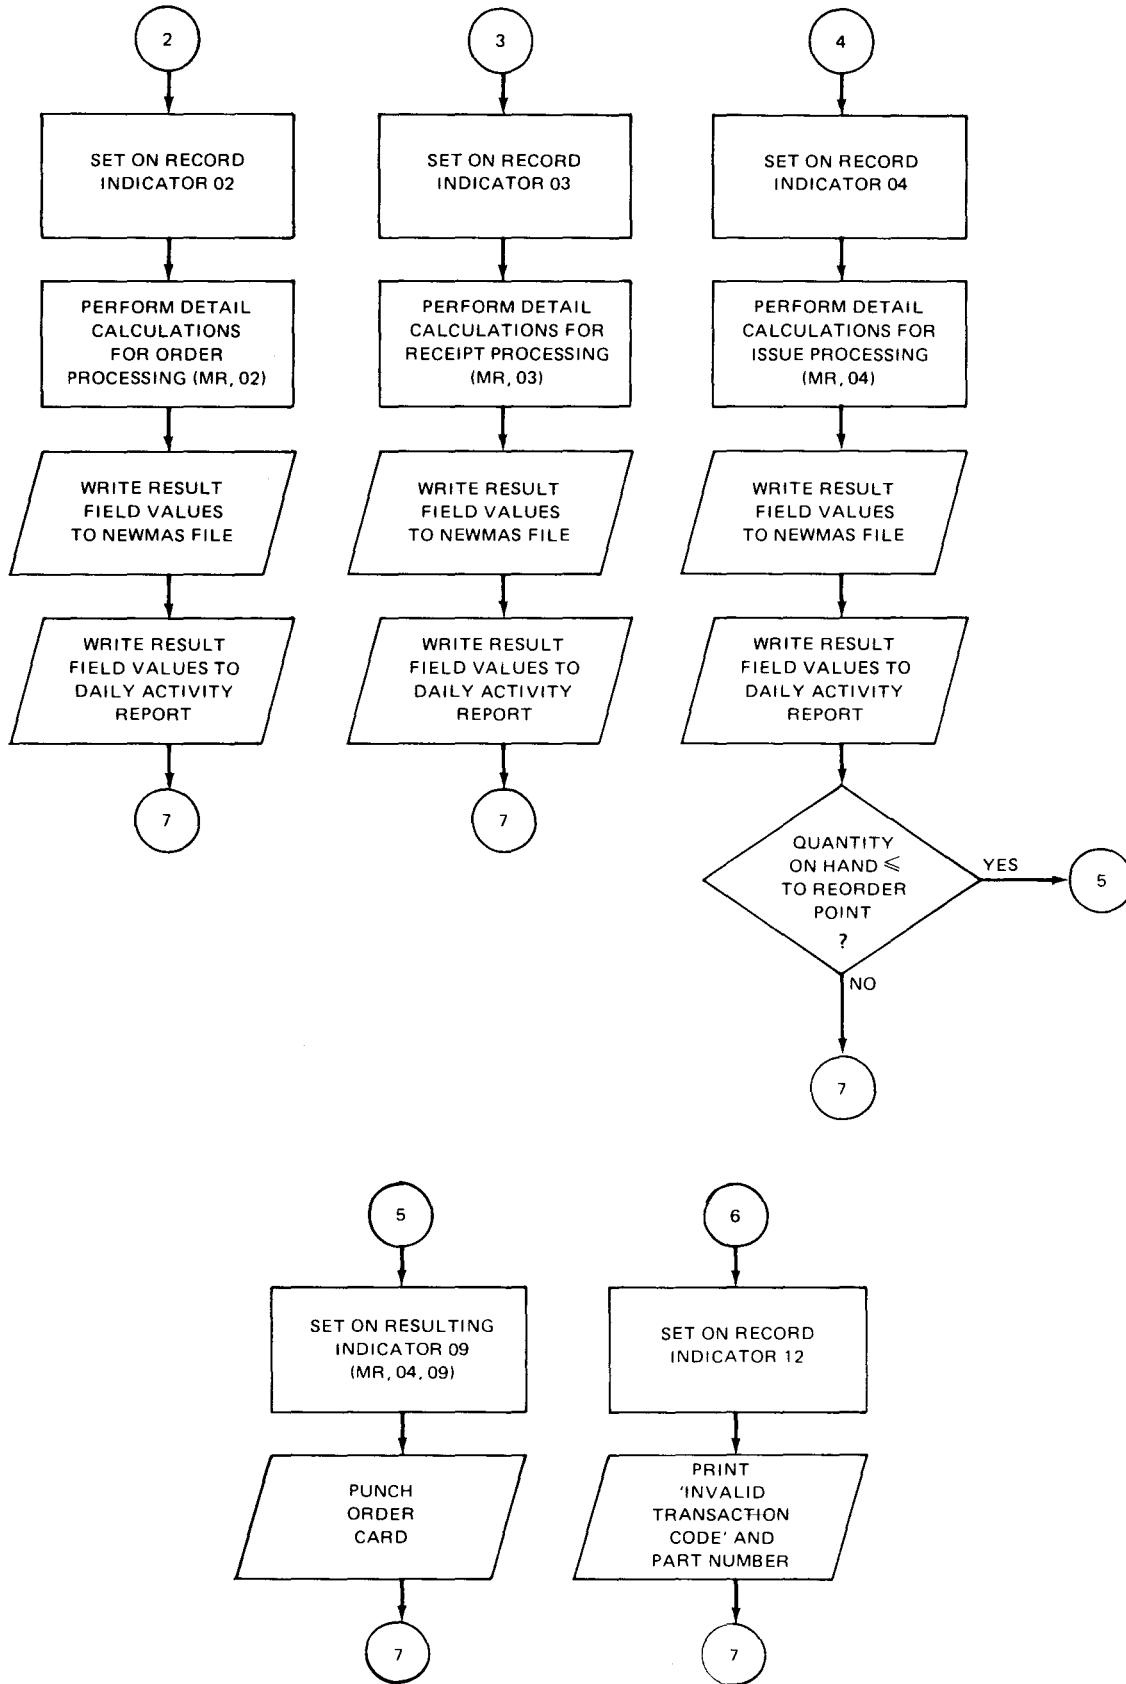 2
SET ON RECORD
INDICATOR 02
PERFORM DETAIL
CALCULATIONS
FOR ORDER
PROCESSING (MR, 02)
WRITE RESULT
FIELD VALUES
TO NEWMAS FILE
WRITE RESULT
FIELD VALUES TO
DAILY ACTIVITY
REPORT
7
3
SET ON RECORD
INDICATOR 03
PERFORM DETAIL
CALCULATIONS FOR
RECEIPT PROCESSING
(MR, 03)
WRITE RESULT
FIELD VALUES
TO NEWMAS FILE
WRITE RESULT
FIELD VALUES TO
DAILY ACTIVITY
REPORT
7
4
SET ON RECORD
INDICATOR 04
PERFORM DETAIL
CALCULATIONS FOR
ISSUE PROCESSING
(MR, 04)
WRITE RESULT
FIELD VALUES
TO NEWMAS FILE
WRITE RESULT
FIELD VALUES TO
DAILY ACTIVITY
REPORT
QUANTITY
ON HAND ≤
TO REORDER
POINT
?
YES
5
NO
7
5
SET ON RESULTING
INDICATOR 09
(MR, 04, 09)
PUNCH
ORDER
CARD
7
6
SET ON RECORD
INDICATOR 12
PRINT
'INVALID
TRANSACTION
CODE' AND
PART NUMBER
7